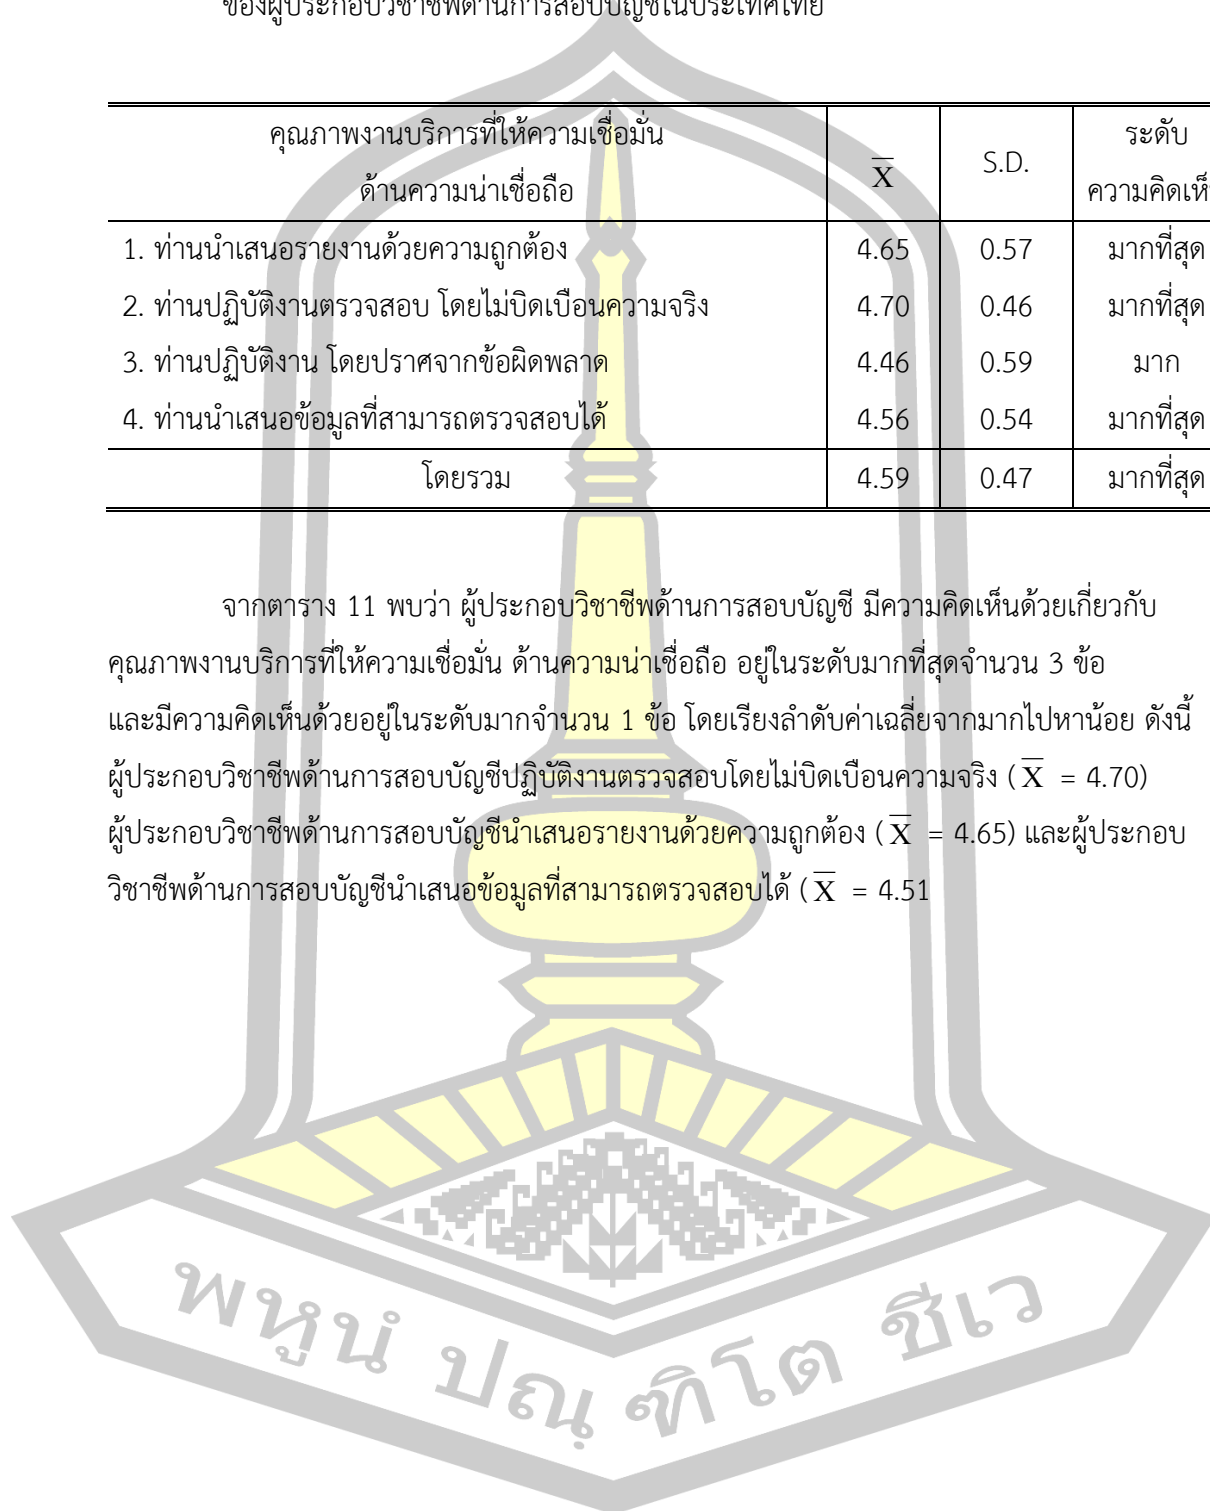 ของผู้ประกอบวิชาชีพด้านการสอบบัญชีในประเทศไทย
คุณภาพงานบริการที่ให้ความเชื่อมั่น
ด้านความน่าเชื่อถือ
X̄
S.D.
ระดับ
ความคิดเห็น
1. ท่านนำเสนอรายงานด้วยความถูกต้อง 4.65 0.57 มากที่สุด
2. ท่านปฏิบัติงานตรวจสอบ โดยไม่บิดเบือนความจริง 4.70 0.46 มากที่สุด
3. ท่านปฏิบัติงาน โดยปราศจากข้อผิดพลาด 4.46 0.59 มาก
4. ท่านนำเสนอข้อมูลที่สามารถตรวจสอบได้ 4.56 0.54 มากที่สุด
โดยรวม 4.59 0.47 มากที่สุด
จากตาราง 11 พบว่า ผู้ประกอบวิชาชีพด้านการสอบบัญชี มีความคิดเห็นด้วยเกี่ยวกับ
คุณภาพงานบริการที่ให้ความเชื่อมั่น ด้านความน่าเชื่อถือ อยู่ในระดับมากที่สุดจำนวน 3 ข้อ
และมีความคิดเห็นด้วยอยู่ในระดับมากจำนวน 1 ข้อ โดยเรียงลำดับค่าเฉลี่ยจากมากไปหาน้อย ดังนี้
ผู้ประกอบวิชาชีพด้านการสอบบัญชีปฏิบัติงานตรวจสอบโดยไม่บิดเบือนความจริง (X̄ = 4.70)
ผู้ประกอบวิชาชีพด้านการสอบบัญชีนำเสนอรายงานด้วยความถูกต้อง (X̄ = 4.65) และผู้ประกอบ
วิชาชีพด้านการสอบบัญชีนำเสนอข้อมูลที่สามารถตรวจสอบได้ (X̄ = 4.51
พหูนํ ปณฺฑิโต ชีเว